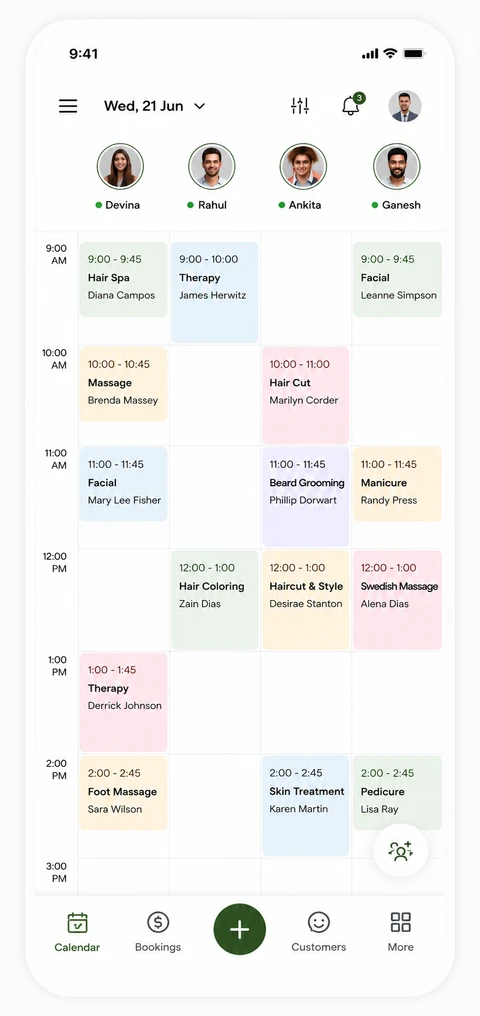 9:41
Wed, 21 Jun
3
Devina
Rahul
Ankita
Ganesh
9:00
AM
9:00 - 9:45
Hair Spa
Diana Campos
9:00 - 10:00
Therapy
James Herwitz
9:00 - 9:45
Facial
Leanne Simpson
10:00
AM
10:00 - 10:45
Massage
Brenda Massey
10:00 - 11:00
Hair Cut
Marilyn Corder
11:00
AM
11:00 - 11:45
Facial
Mary Lee Fisher
11:00 - 11:45
Beard Grooming
Phillip Dorwart
11:00 - 11:45
Manicure
Randy Press
12:00
PM
12:00 - 1:00
Hair Coloring
Zain Dias
12:00 - 1:00
Haircut & Style
Desirae Stanton
12:00 - 1:00
Swedish Massage
Alena Dias
1:00
PM
1:00 - 1:45
Therapy
Derrick Johnson
2:00
PM
2:00 - 2:45
Foot Massage
Sara Wilson
2:00 - 2:45
Skin Treatment
Karen Martin
2:00 - 2:45
Pedicure
Lisa Ray
3:00
PM
Calendar
Bookings
Customers
More